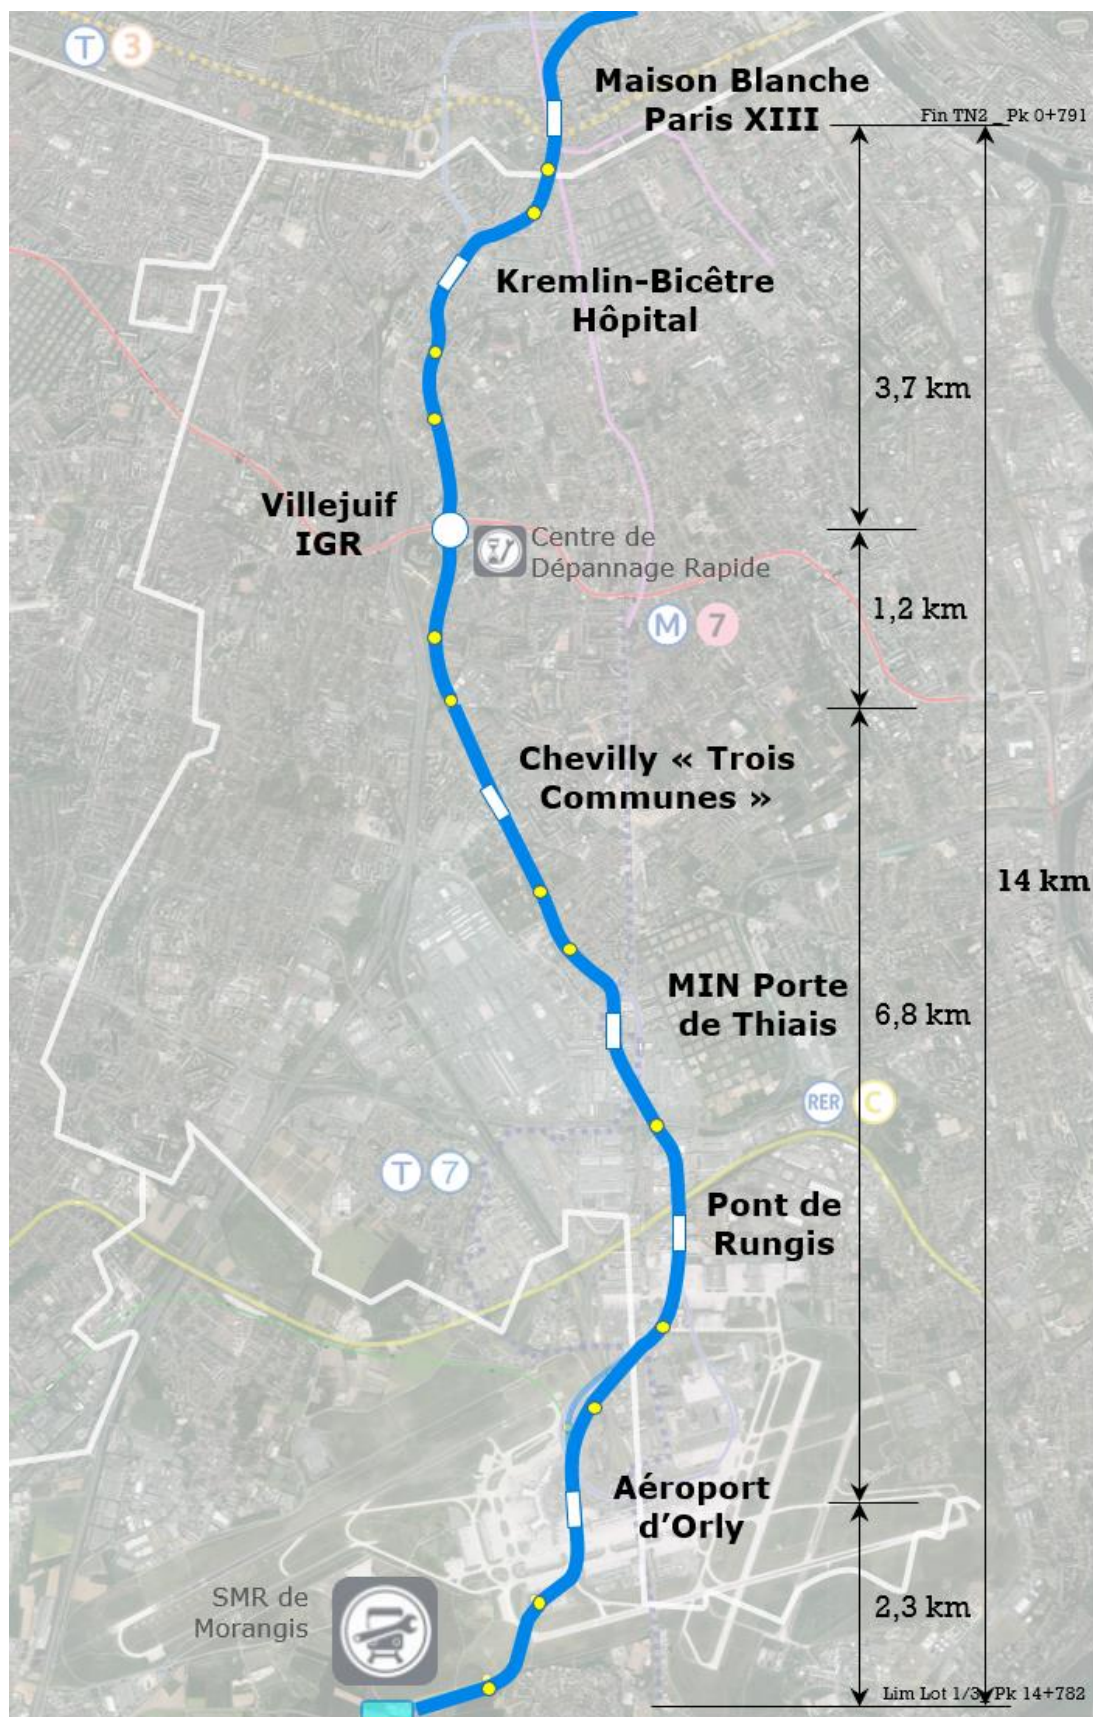 T 3
Maison Blanche
Paris XIII
Fin TN2 _ Pk 0+791
Kremlin-Bicêtre
Hôpital
3,7 km
Villejuif
IGR
Centre de
Dépannage Rapide
1,2 km
M 7
Chevilly « Trois
Communes »
14 km
MIN Porte
de Thiais
6,8 km
RER C
T 7
Pont de
Rungis
Aéroport
d’Orly
SMR de
Morangis
2,3 km
Lim Lot 1/3 Pk 14+782